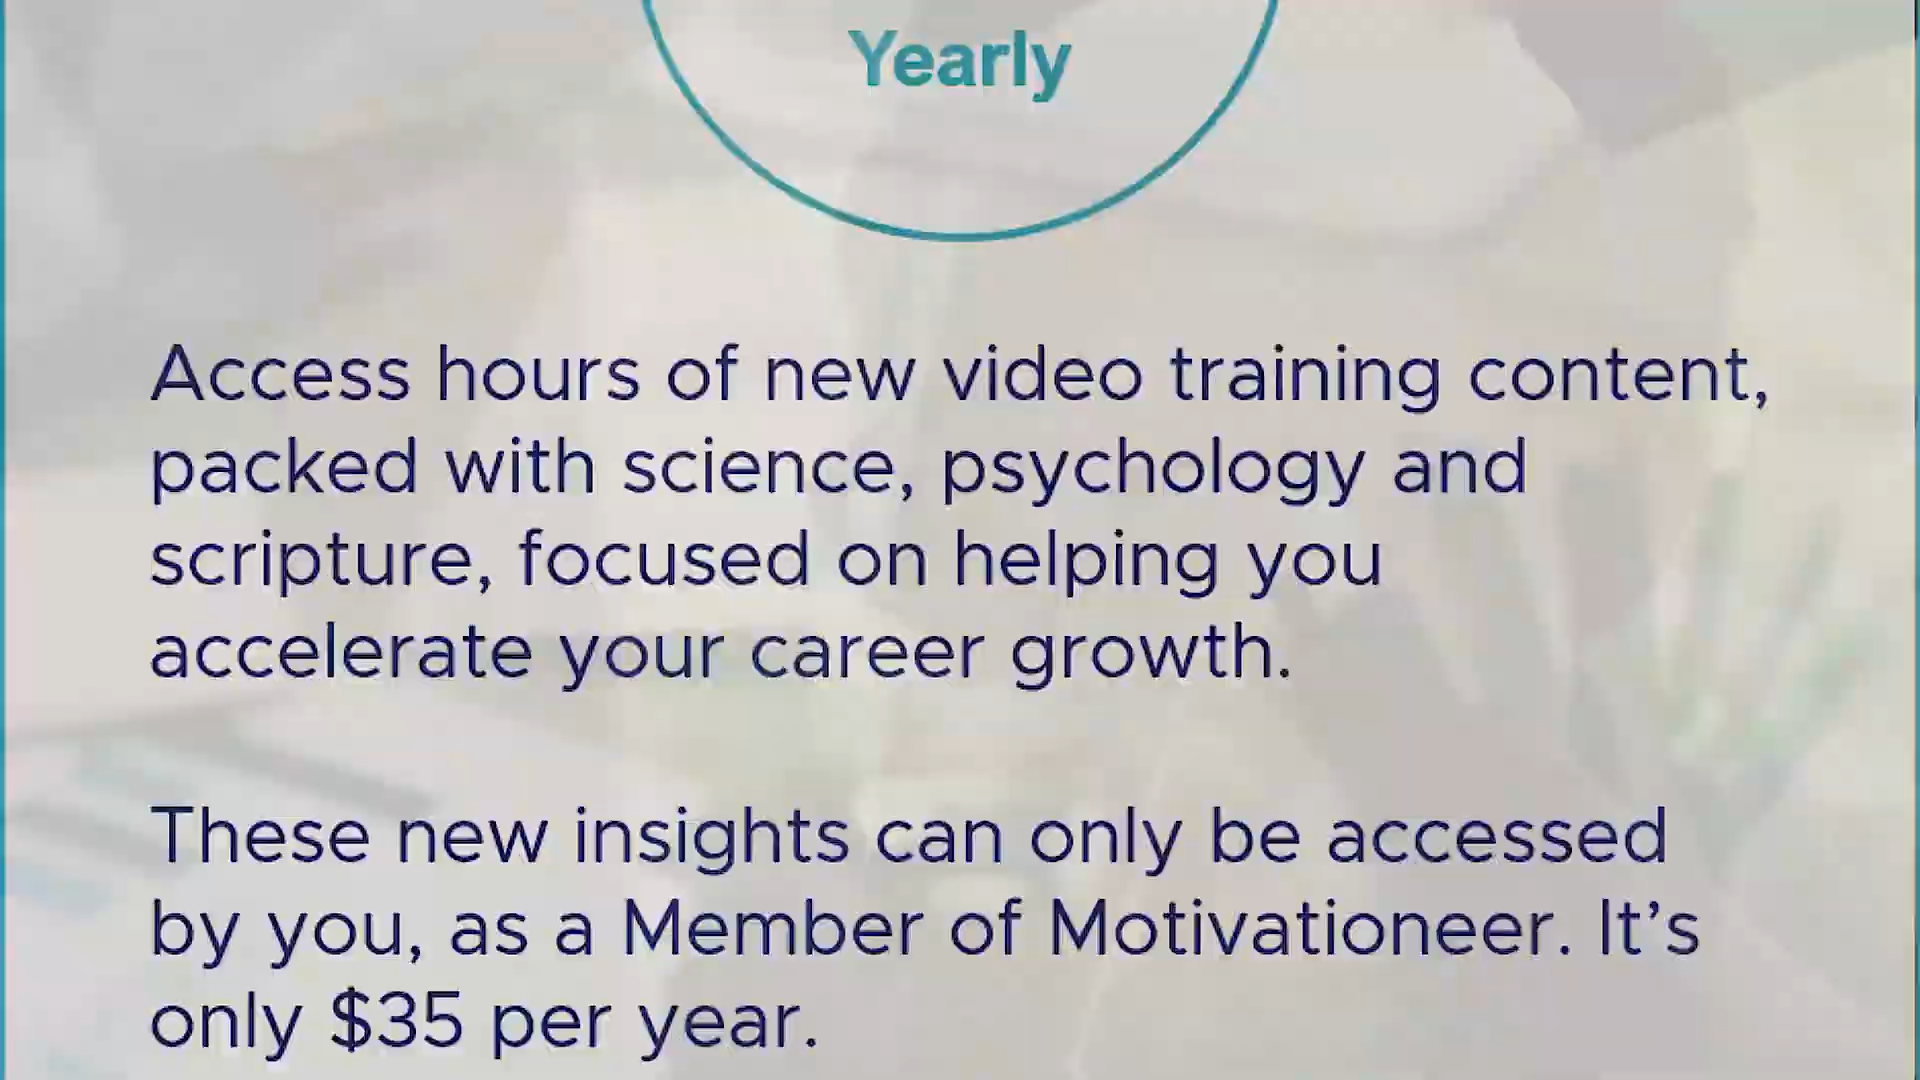 Yearly
Access hours of new video training content,
packed with science, psychology and
scripture, focused on helping you
accelerate your career growth.
These new insights can only be accessed
by you, as a Member of Motivationeer. It’s
only $35 per year.